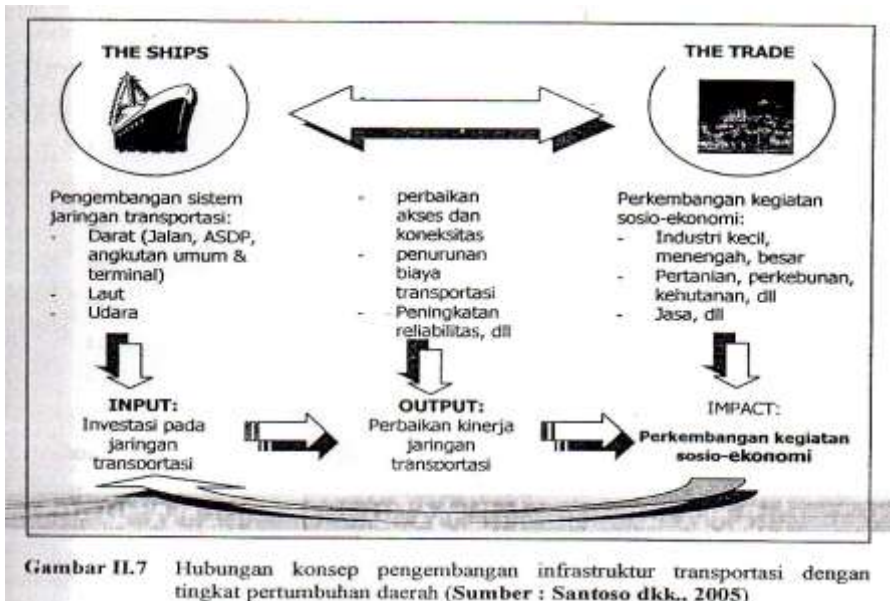 THE SHIPS
Pengembangan sistem
jaringan transportasi:
- Darat (Jalan, ASDP,
angkutan umum &
terminal)
- Laut
- Udara
- perbaikan
akses dan
koneksitas
- penurunan
biaya
transportasi
- Peningkatan
reliabilitas, dll
THE TRADE
Perkembangan kegiatan
sosio-ekonomi:
- Industri kecil,
menengah, besar
- Pertanian, perkebunan,
kehutanan, dll
- Jasa, dll
INPUT:
Investasi pada
jaringan
transportasi
OUTPUT:
Perbaikan kinerja
jaringan
transportasi
IMPACT:
Perkembangan kegiatan
sosio-ekonomi
Gambar II.7 Hubungan konsep pengembangan infrastruktur transportasi dengan
tingkat pertumbuhan daerah (Sumber : Santoso dkk., 2005)